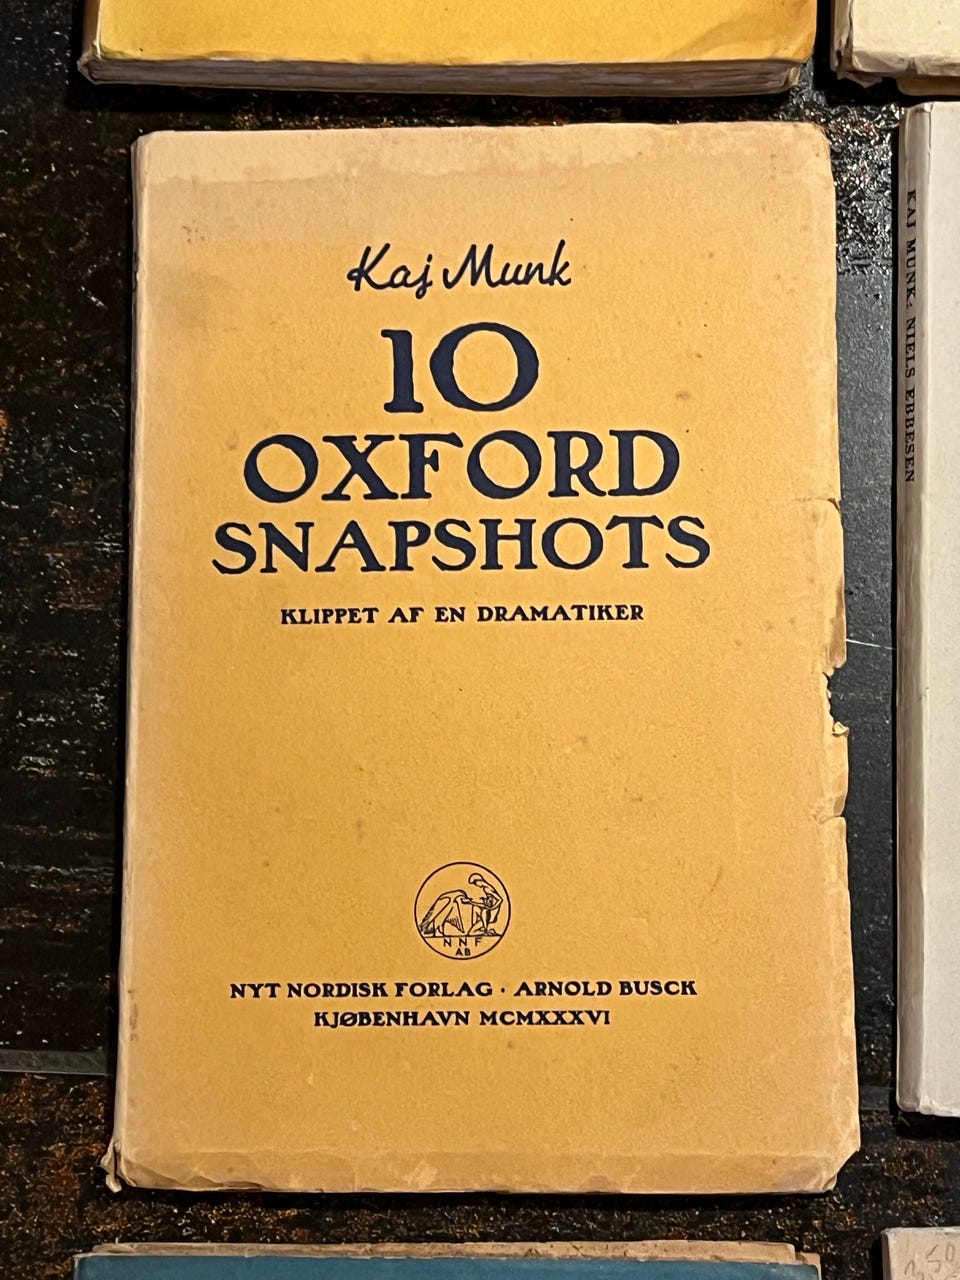 Kaj Munk
10
OXFORD
SNAPSHOTS
KLIPPET AF EN DRAMATIKER
NNF
AB
NYT NORDISK FORLAG · ARNOLD BUSCK
KJØBENHAVN MCMXXXVI
KAJ MUNK: NIELS EBBESEN